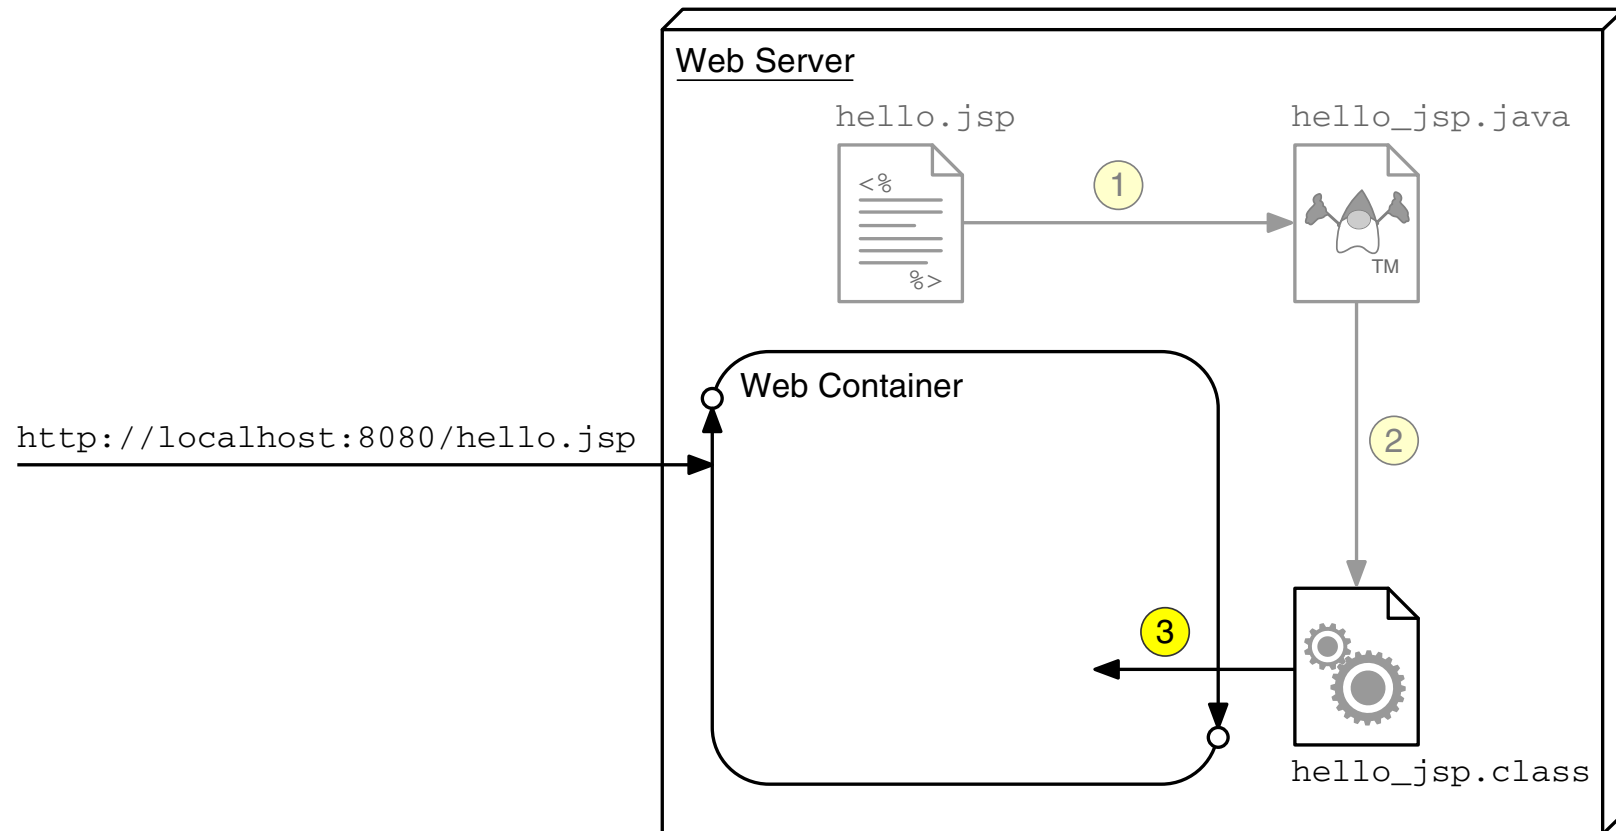 Web Server
hello.jsp
hello_jsp.java
<%
%>
1
TM
Web Container
http://localhost:8080/hello.jsp
2
3
hello_jsp.class